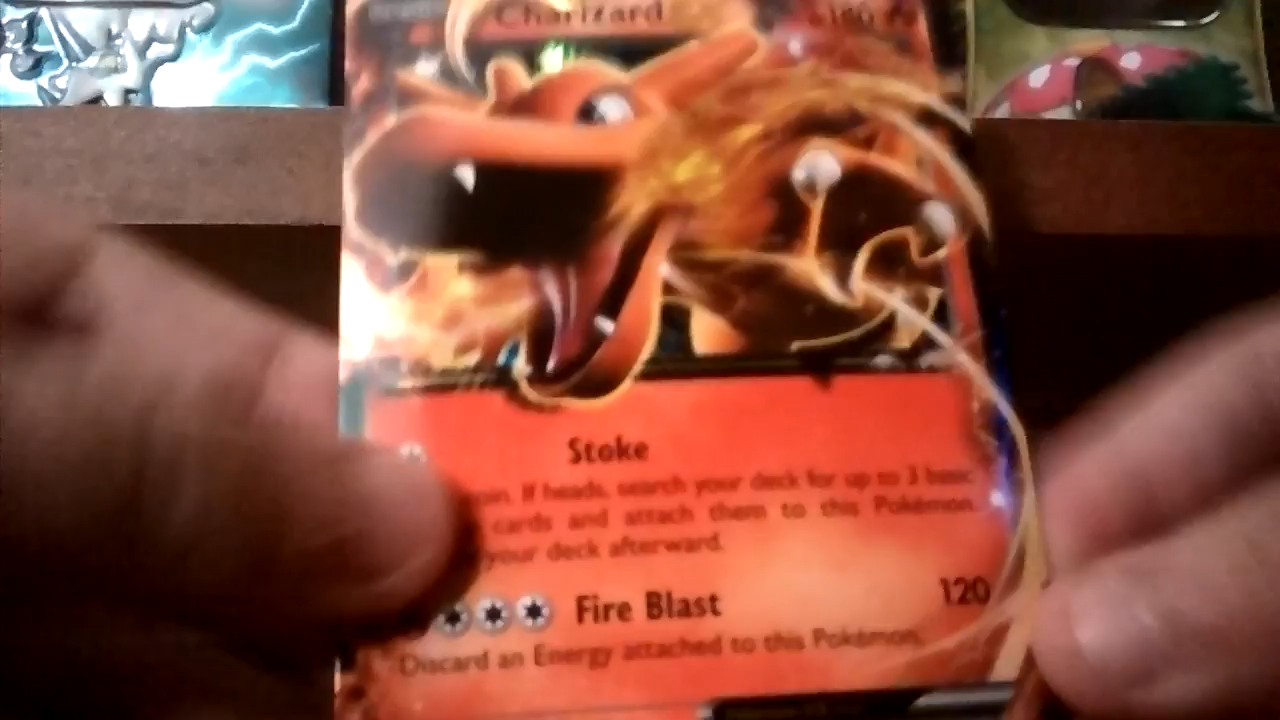 Charizard
Stoke
If heads, search your deck for up to 3 basic
cards and attach them to this Pokémon.
your deck afterward.
Fire Blast 120
Discard an Energy attached to this Pokémon.